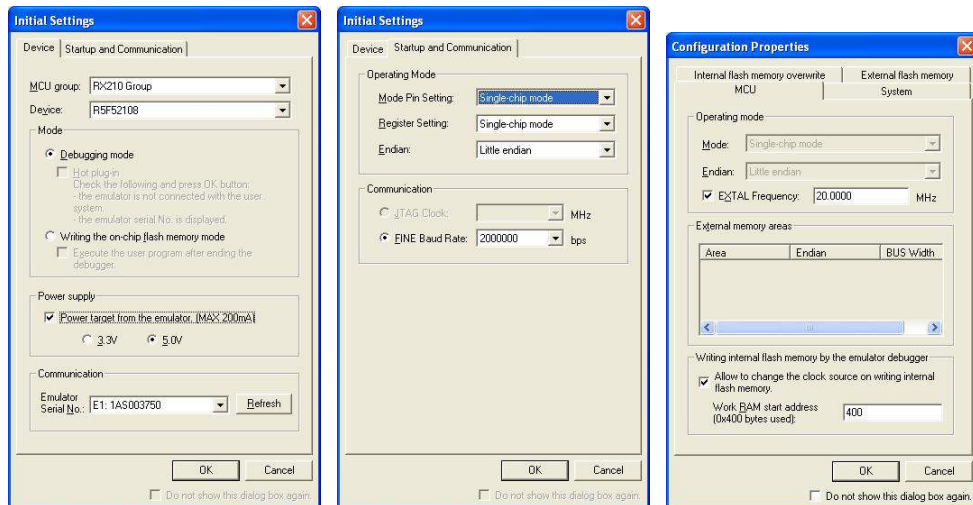 Initial Settings
Device
Startup and Communication
MCU group:
RX210 Group
Device:
R5F52108
Mode
Debugging mode
Hot plug-in
Check the following and press OK button:
- the emulator is not connected with the user
system.
- the emulator serial No. is displayed.
Writing the on-chip flash memory mode
Execute the user program after ending the
debugger.
Power supply
Power target from the emulator. (MAX 200mA)
3.3V
5.0V
Communication
Emulator
Serial No.:
E1: 1AS003750
Refresh
OK
Cancel
Do not show this dialog box again.
Initial Settings
Device
Startup and Communication
Operating Mode
Mode Pin Setting:
Single-chip mode
Register Setting:
Single-chip mode
Endian:
Little endian
Communication
JTAG Clock:
MHz
FINE Baud Rate:
2000000
bps
OK
Cancel
Do not show this dialog box again.
Configuration Properties
Internal flash memory overwrite
External flash memory
MCU
System
Operating mode
Mode:
Single-chip mode
Endian:
Little endian
EXTAL Frequency:
20.0000
MHz
External memory areas
Area
Endian
BUS Width
Writing internal flash memory by the emulator debugger
Allow to change the clock source on writing internal
flash memory.
Work RAM start address
(0x400 bytes used):
400
OK
Cancel
Do not show this dialog box again.